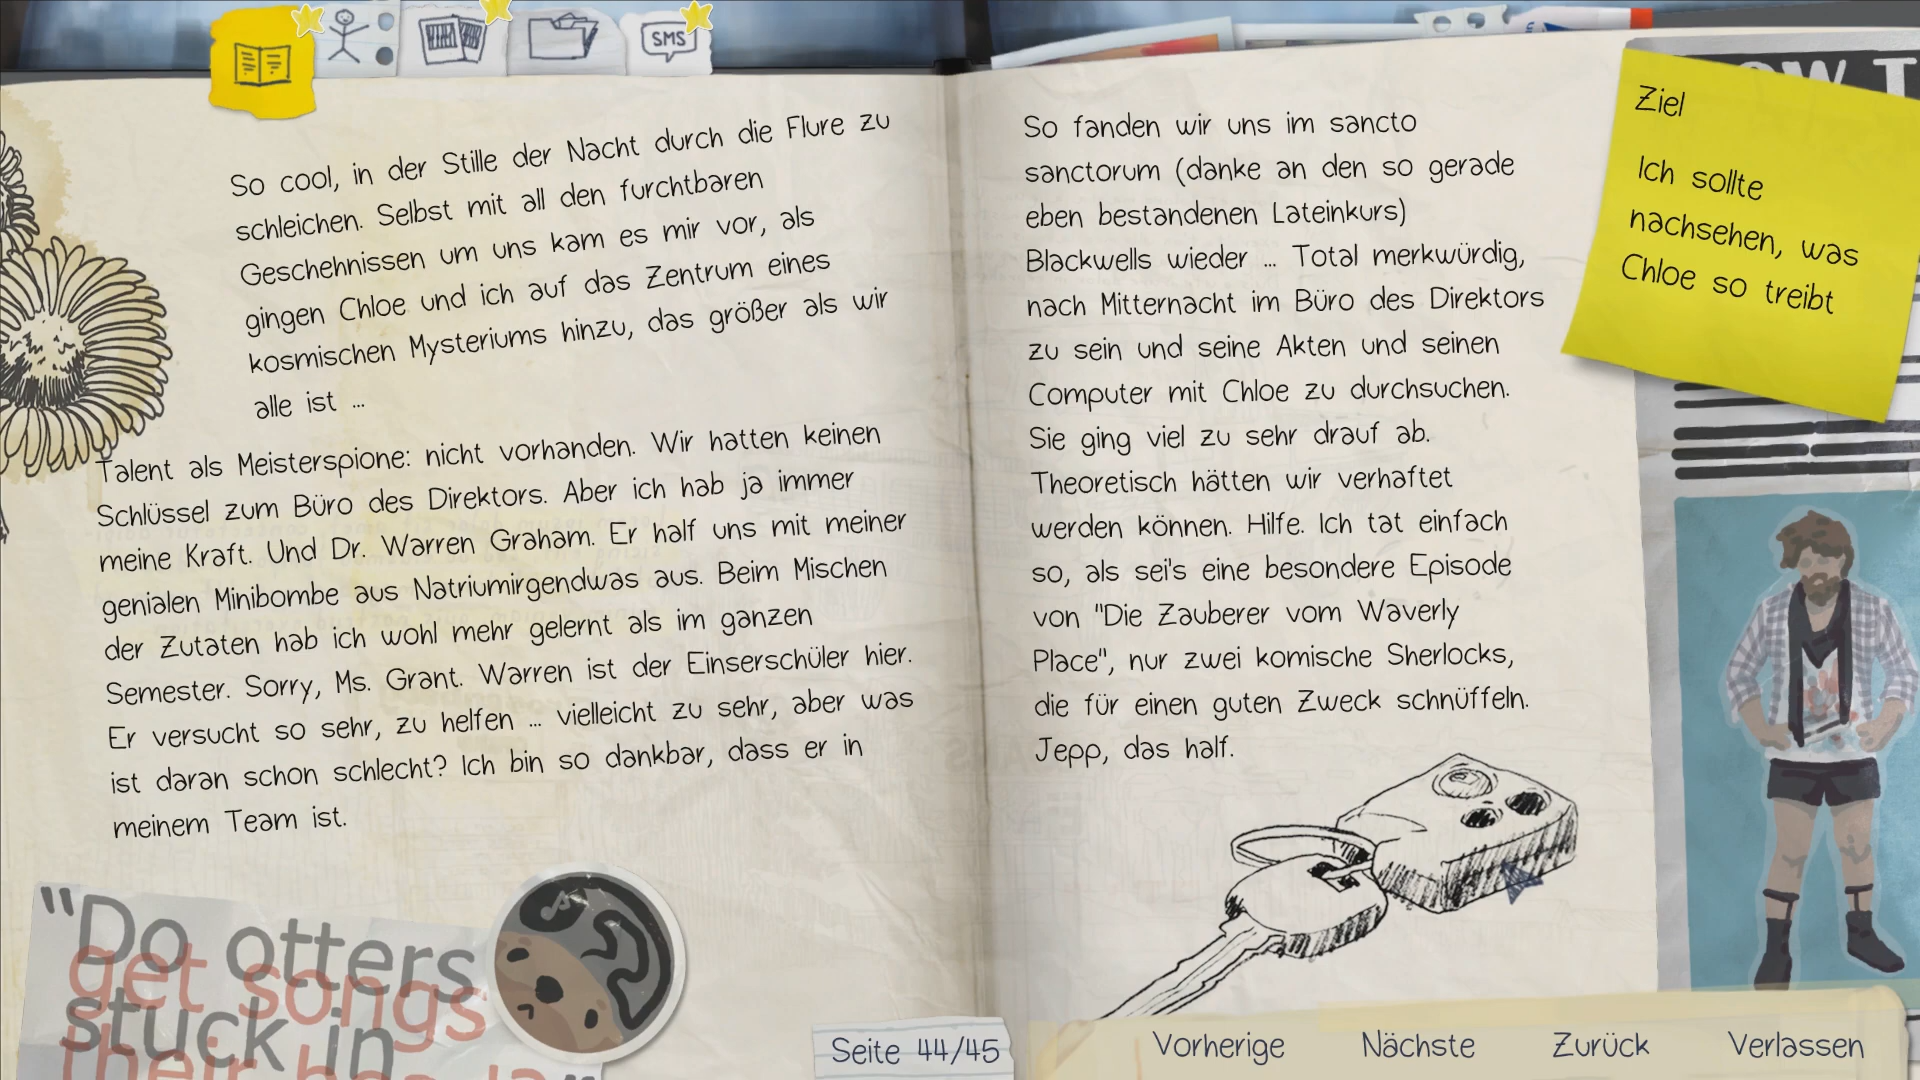 SMS
So cool, in der Stille der Nacht durch die Flure zu
schleichen. Selbst mit all den furchtbaren
Geschehnissen um uns kam es mir vor, als
gingen Chloe und ich auf das Zentrum eines
kosmischen Mysteriums hinzu, das größer als wir
alle ist ...
Talent als Meisterspione: nicht vorhanden. Wir hatten keinen
Schlüssel zum Büro des Direktors. Aber ich hab ja immer
meine Kraft. Und Dr. Warren Graham. Er half uns mit meiner
genialen Minibombe aus Natriumirgendwas aus. Beim Mischen
der Zutaten hab ich wohl mehr gelernt als im ganzen
Semester. Sorry, Ms. Grant. Warren ist der Einserschüler hier.
Er versucht so sehr, zu helfen ... vielleicht zu sehr, aber was
ist daran schon schlecht? Ich bin so dankbar, dass er in
meinem Team ist.
"Do otters
get songs
stuck in
So fanden wir uns im sancto
sanctorum (danke an den so gerade
eben bestandenen Lateinkurs)
Blackwells wieder ... Total merkwürdig,
nach Mitternacht im Büro des Direktors
zu sein und seine Akten und seinen
Computer mit Chloe zu durchsuchen.
Sie ging viel zu sehr drauf ab.
Theoretisch hätten wir verhaftet
werden können. Hilfe. Ich tat einfach
so, als sei's eine besondere Episode
von "Die Zauberer vom Waverly
Place", nur zwei komische Sherlocks,
die für einen guten Zweck schnüffeln.
Jepp, das half.
Ziel
Ich sollte
nachsehen, was
Chloe so treibt
Seite 44/45
Vorherige
Nächste
Zurück
Verlassen